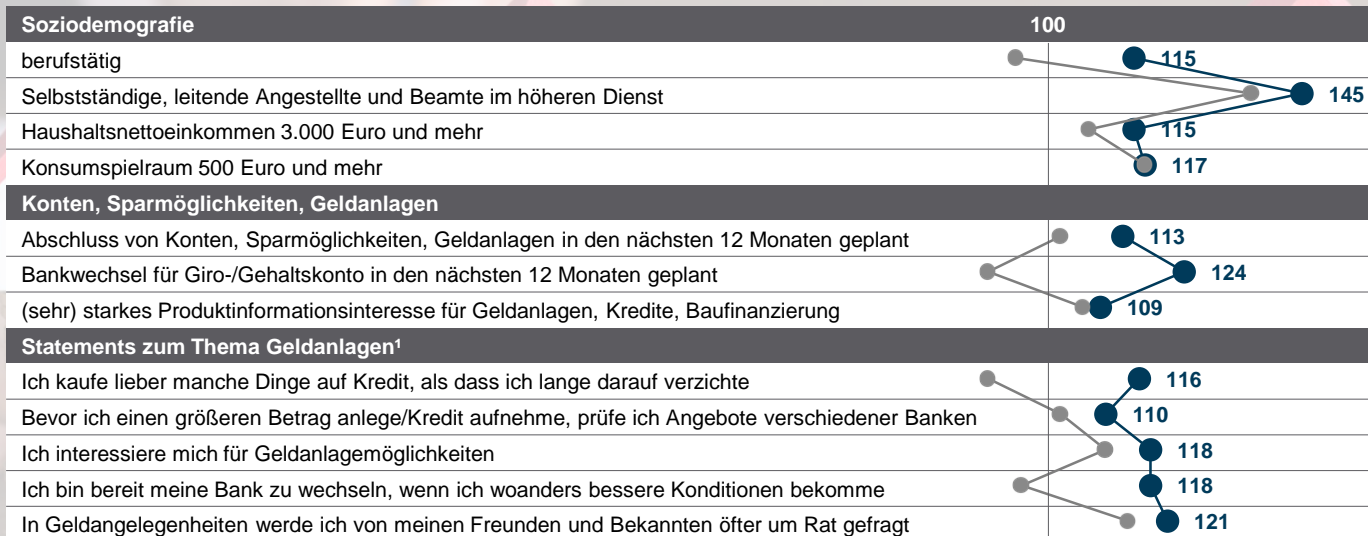 Soziodemografie 100
berufstätig 115
Selbstständige, leitende Angestellte und Beamte im höheren Dienst 145
Haushaltsnettoeinkommen 3.000 Euro und mehr 115
Konsumspielraum 500 Euro und mehr 117
Konten, Sparmöglichkeiten, Geldanlagen
Abschluss von Konten, Sparmöglichkeiten, Geldanlagen in den nächsten 12 Monaten geplant 113
Bankwechsel für Giro-/Gehaltskonto in den nächsten 12 Monaten geplant 124
(sehr) starkes Produktinformationsinteresse für Geldanlagen, Kredite, Baufinanzierung 109
Statements zum Thema Geldanlagen¹
Ich kaufe lieber manche Dinge auf Kredit, als dass ich lange darauf verzichte 116
Bevor ich einen größeren Betrag anlege/Kredit aufnehme, prüfe ich Angebote verschiedener Banken 110
Ich interessiere mich für Geldanlagemöglichkeiten 118
Ich bin bereit meine Bank zu wechseln, wenn ich woanders bessere Konditionen bekomme 118
In Geldangelegenheiten werde ich von meinen Freunden und Bekannten öfter um Rat gefragt 121